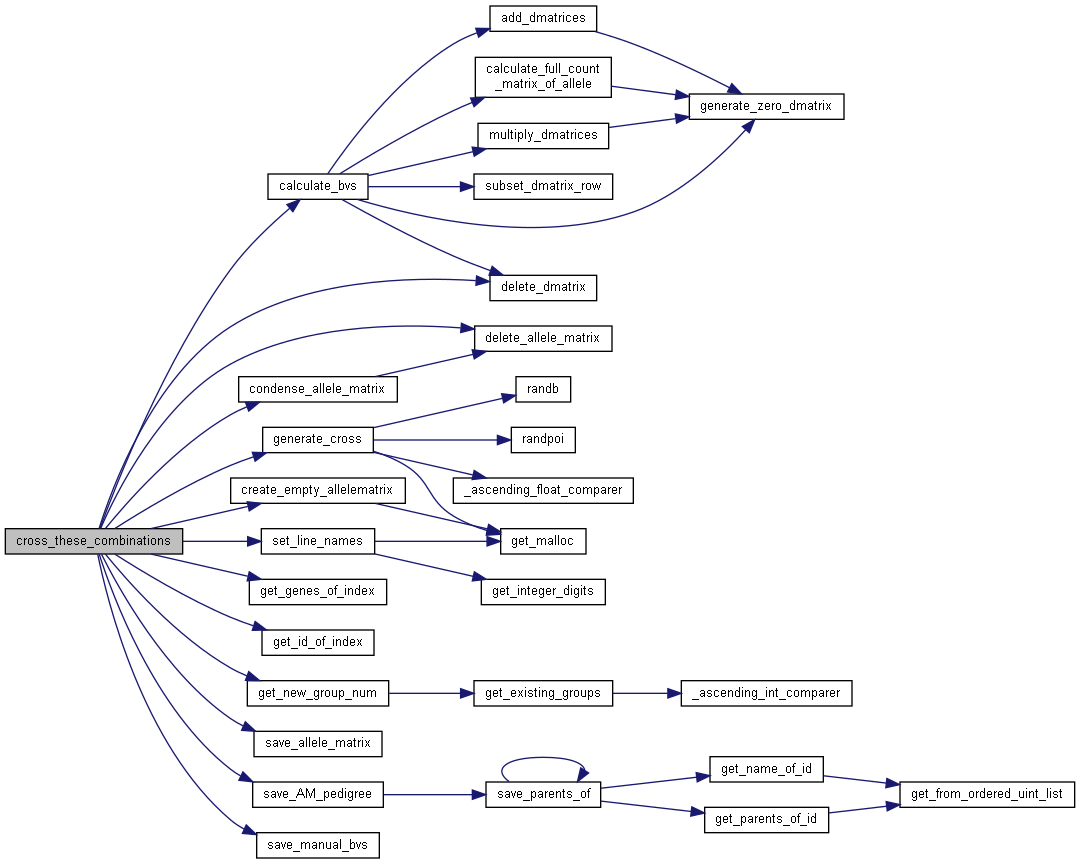 add_dmatrices
calculate_full_count
_matrix_of_allele
generate_zero_dmatrix
multiply_dmatrices
calculate_bvs
subset_dmatrix_row
delete_dmatrix
delete_allele_matrix
condense_allele_matrix
randb
generate_cross
randpoi
create_empty_allelematrix
_ascending_float_comparer
cross_these_combinations
set_line_names
get_malloc
get_genes_of_index
get_integer_digits
get_id_of_index
get_new_group_num
get_existing_groups
_ascending_int_comparer
save_allele_matrix
get_name_of_id
save_AM_pedigree
save_parents_of
get_from_ordered_uint_list
get_parents_of_id
save_manual_bvs